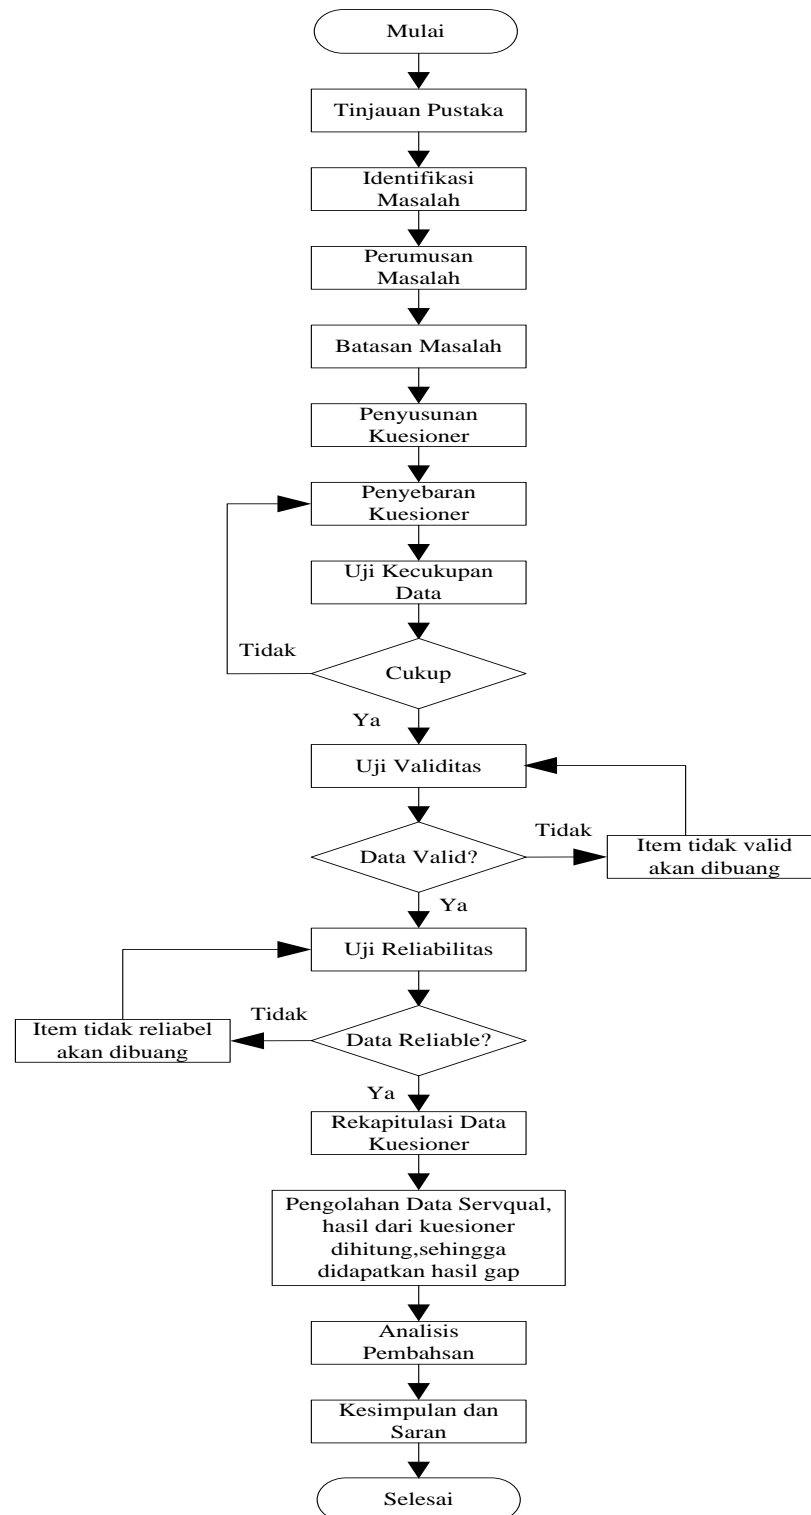 Mulai
Tinjauan Pustaka
Identifikasi
Masalah
Perumusan
Masalah
Batasan Masalah
Penyusunan
Kuesioner
Penyebaran
Kuesioner
Uji Kecukupan
Data
Tidak
Cukup
Ya
Uji Validitas
Tidak
Data Valid?
Item tidak valid
akan dibuang
Ya
Uji Reliabilitas
Tidak
Item tidak reliabel
akan dibuang
Data Reliable?
Ya
Rekapitulasi Data
Kuesioner
Pengolahan Data Servqual,
hasil dari kuesioner
dihitung,sehingga
didapatkan hasil gap
Analisis
Pembahsan
Kesimpulan dan
Saran
Selesai